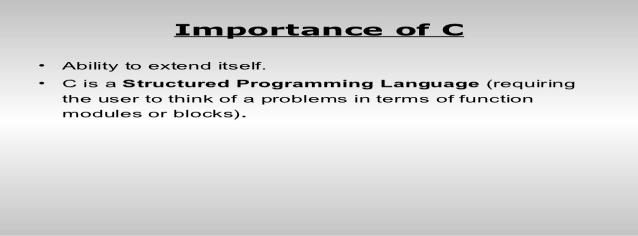 Importance of C
• Ability to extend itself.
• C is a Structured Programming Language (requiring
the user to think of a problems in terms of function
modules or blocks).